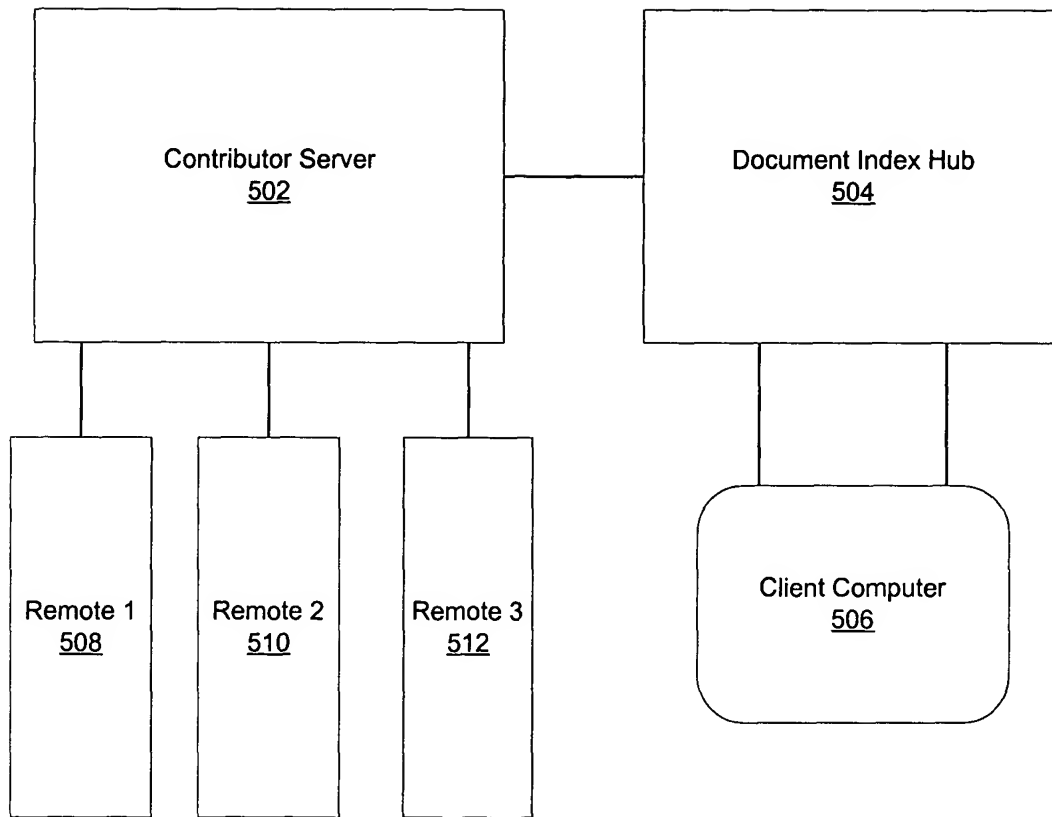 Contributor Server
502
Document Index Hub
504
Remote 1
508
Remote 2
510
Remote 3
512
Client Computer
506